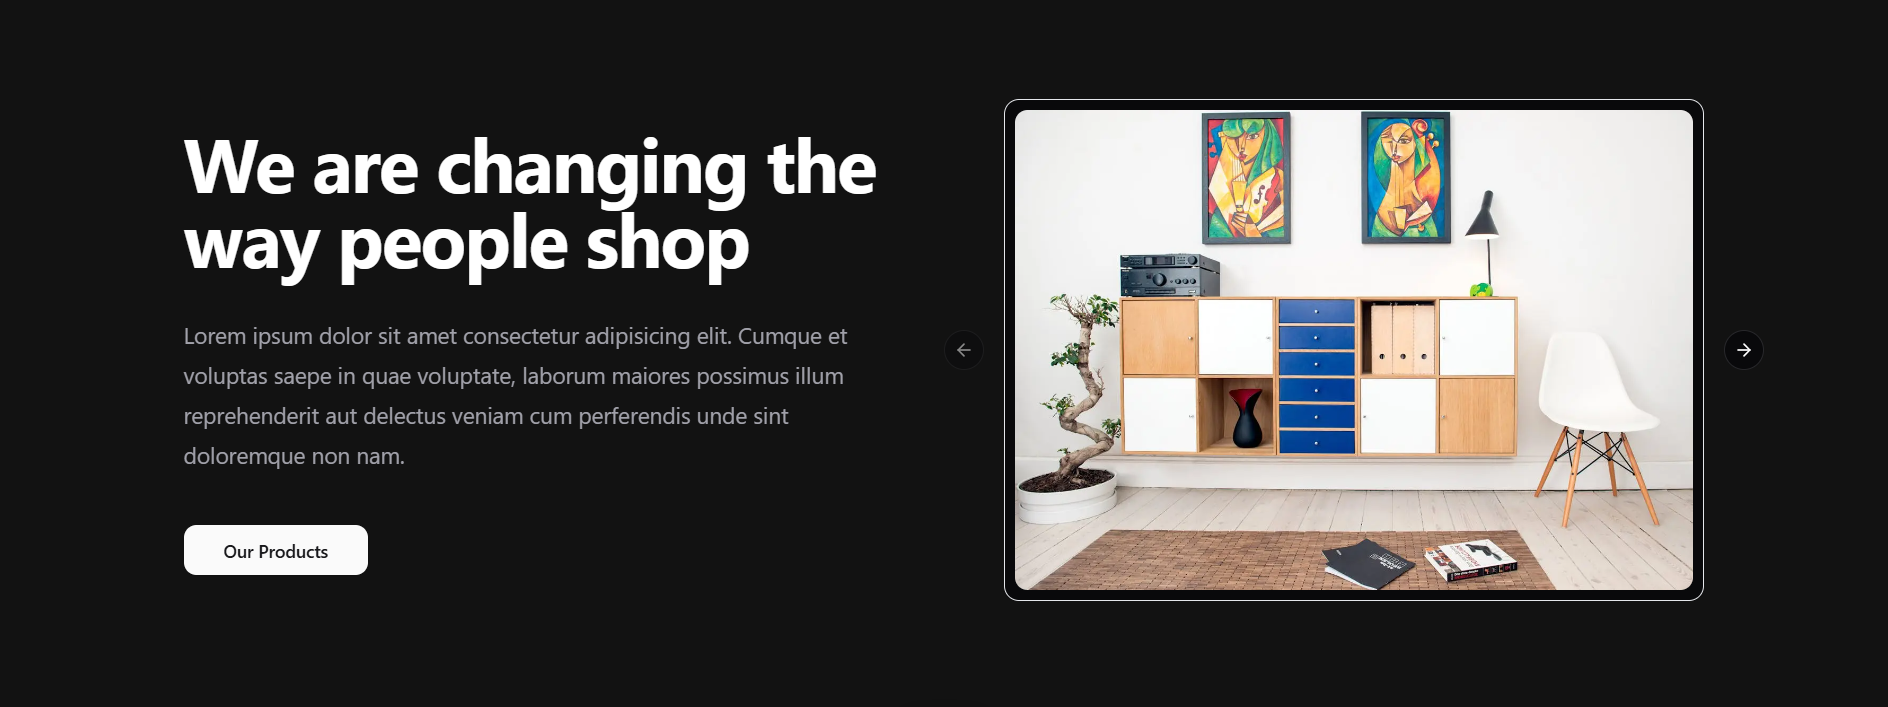 We are changing the
way people shop
Lorem ipsum dolor sit amet consectetur adipisicing elit. Cumque et
voluptas saepe in quae voluptate, laborum maiores possimus illum
reprehenderit aut delectus veniam cum perferendis unde sint
doloremque non nam.
Our Products